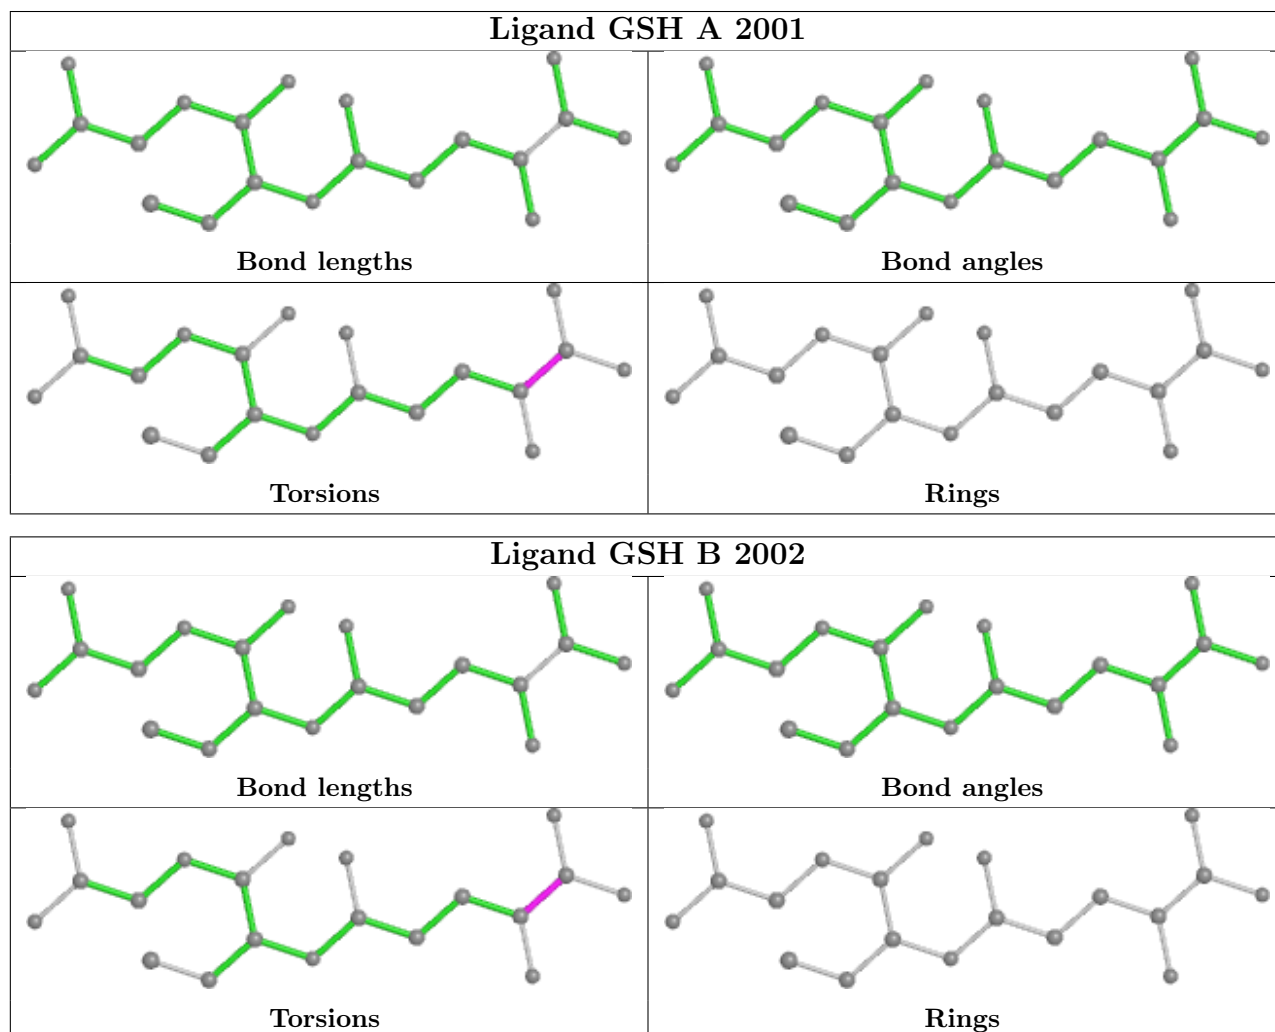 Ligand GSH A 2001
Bond lengths
Bond angles
Torsions
Rings
Ligand GSH B 2002
Bond lengths
Bond angles
Torsions
Rings